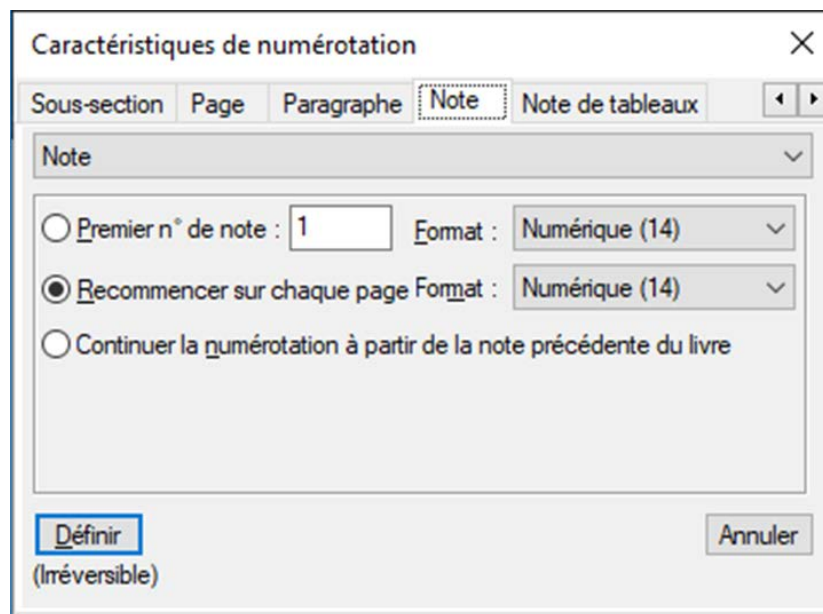 Caractéristiques de numérotation
Sous-section Page Paragraphe Note Note de tableaux
Note
Premier n° de note : 1 Format : Numérique (14)
Recommencer sur chaque page Format : Numérique (14)
Continuer la numérotation à partir de la note précédente du livre
Définir Annuler
(Irréversible)